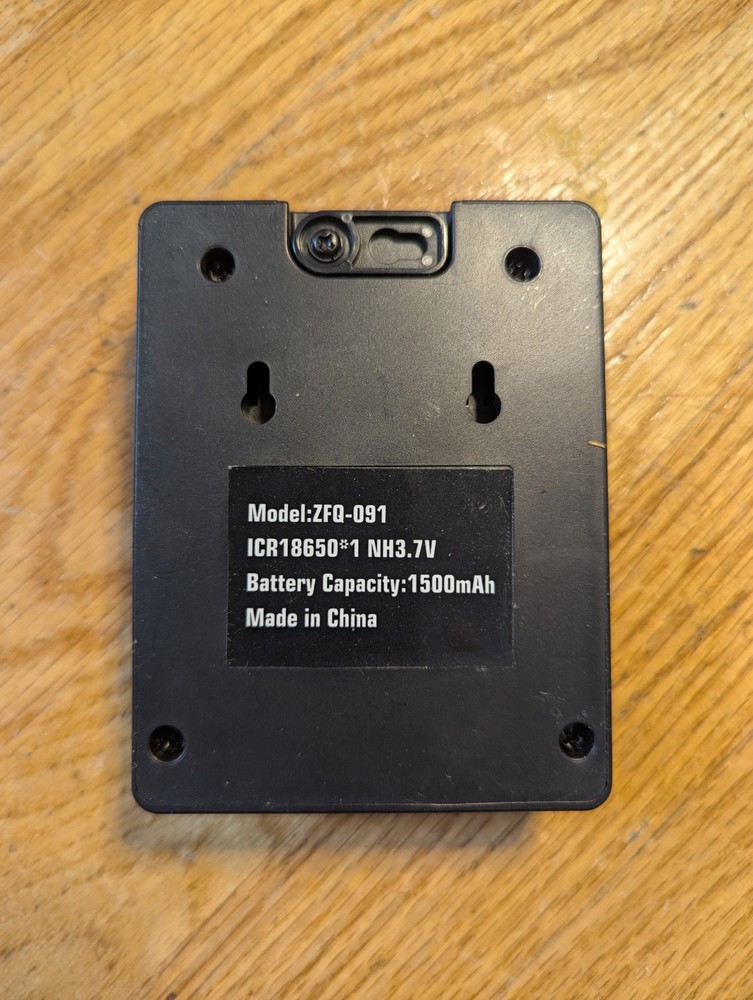 Model:ZFQ-091
ICR18650*1 NH3.7V
Battery Capacity:1500mAh
Made in China